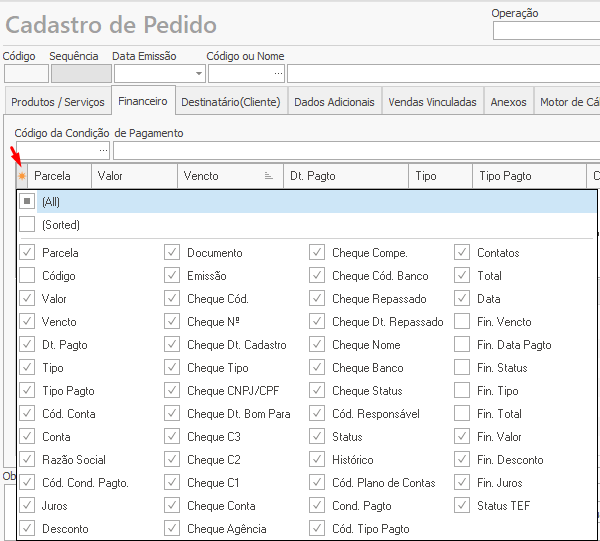 Cadastro de Pedido
Operação
Código Sequência Data Emissão Código ou Nome
Produtos / Serviços Financeiro Destinatário(Cliente) Dados Adicionais Vendas Vinculadas Anexos Motor de Cá
Código da Condição de Pagamento
Parcela Valor Vencto Dt. Pagto Tipo Tipo Pagto C
(All)
(Sorted)
Parcela Documento Cheque Compe. Contatos
Código Emissão Cheque Cód. Banco Total
Valor Cheque Cód. Cheque Repassado Data
Vencto Cheque Nº Cheque Dt. Repassado Fin. Vencto
Dt. Pagto Cheque Dt. Cadastro Cheque Nome Fin. Data Pagto
Tipo Cheque Tipo Cheque Banco Fin. Status
Tipo Pagto Cheque CNPJ/CPF Cheque Status Fin. Tipo
Cód. Conta Cheque Dt. Bom Para Cód. Responsável Fin. Total
Conta Cheque C3 Status Fin. Valor
Razão Social Cheque C2 Histórico Fin. Desconto
Ob
Cód. Cond. Pagto. Cheque C1 Cód. Plano de Contas Fin. Juros
Juros Cheque Conta Cond. Pagto Status TEF
Desconto Cheque Agência Cód. Tipo Pagto